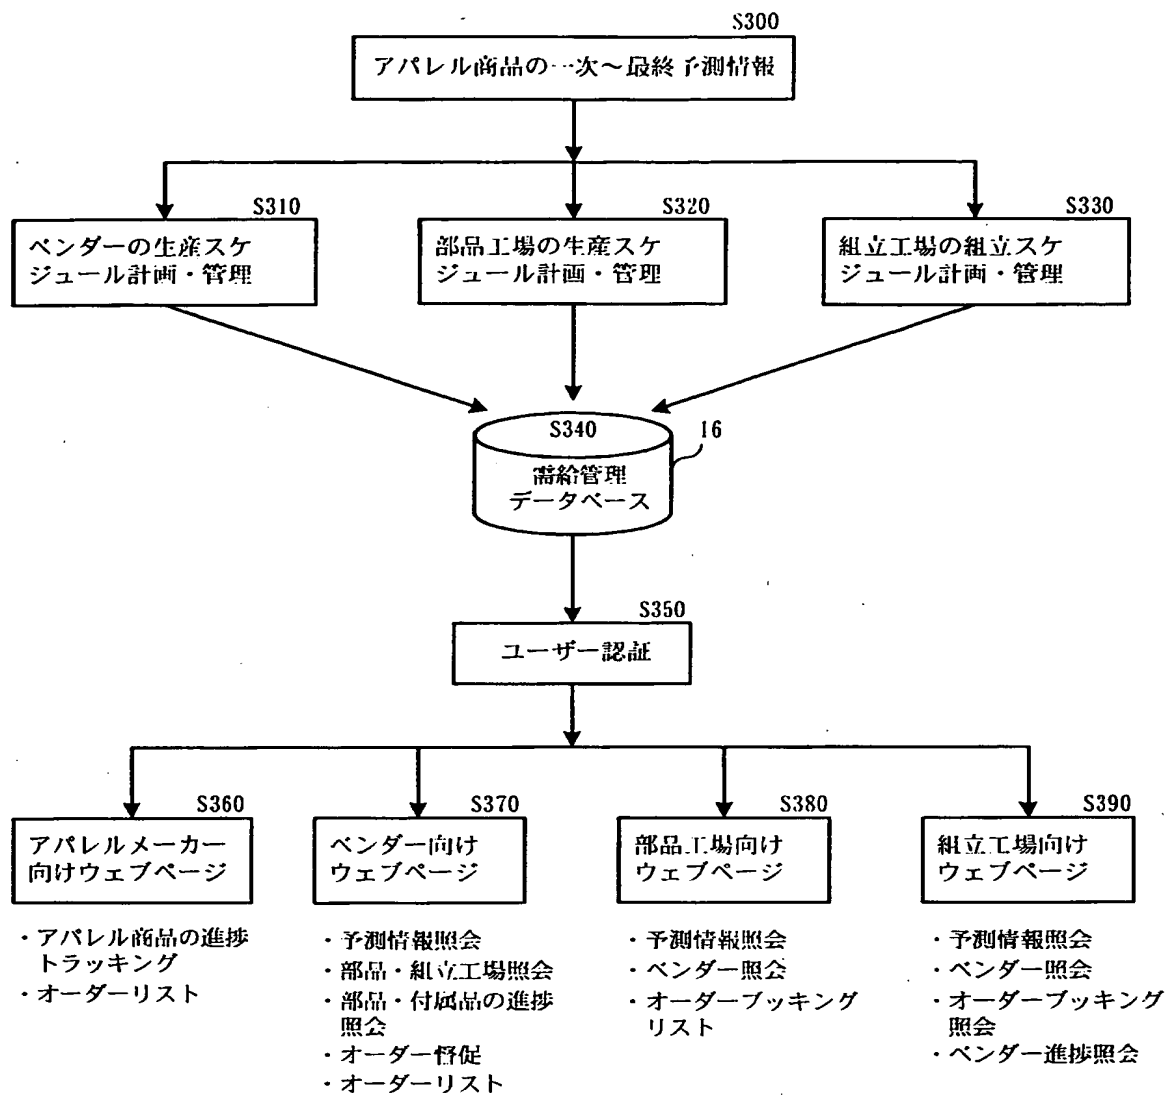 S300
アパレル商品の一次～最終予測情報
S310
ベンダーの生産スケ
ジュール計画・管理
S320
部品工場の生産スケ
ジュール計画・管理
S330
組立工場の組立スケ
ジュール計画・管理
S340
需給管理
データベース
16
S350
ユーザー認証
S360
アパレルメーカー
向けウェブページ
・アパレル商品の進捗
トラッキング
・オーダーリスト
S370
ベンダー向け
ウェブページ
・予測情報照会
・部品・組立工場照会
・部品・付属品の進捗
照会
・オーダー督促
・オーダーリスト
S380
部品工場向け
ウェブページ
・予測情報照会
・ベンダー照会
・オーダーブッキング
リスト
S390
組立工場向け
ウェブページ
・予測情報照会
・ベンダー照会
・オーダーブッキング
照会
・ベンダー進捗照会